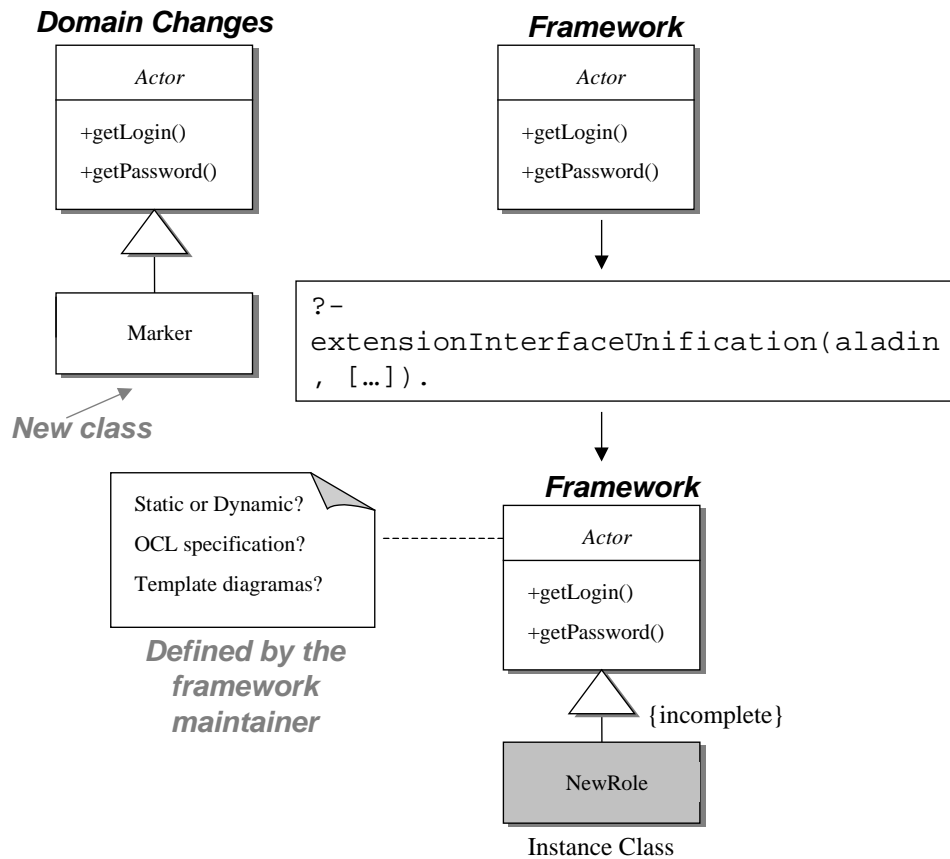 Domain Changes
Actor
+getLogin()
+getPassword()
Marker
New class
Framework
Actor
+getLogin()
+getPassword()
?-
extensionInterfaceUnification(aladin
, […]).
Static or Dynamic?
OCL specification?
Template diagramas?
Defined by the
framework
maintainer
Framework
Actor
+getLogin()
+getPassword()
{incomplete}
NewRole
Instance Class